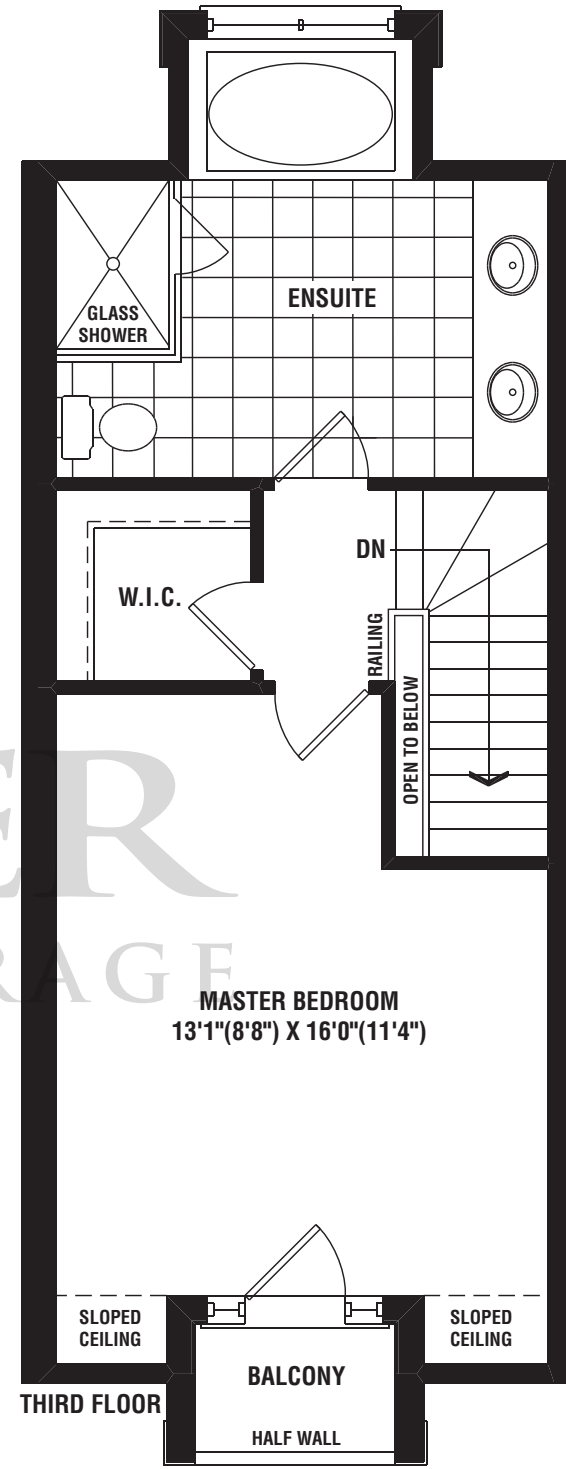 GLASS
SHOWER
ENSUITE
DN
W.I.C.
RAILING
OPEN TO BELOW
MASTER BEDROOM
13'1"(8'8") X 16'0"(11'4")
SLOPED
CEILING
SLOPED
CEILING
BALCONY
THIRD FLOOR
HALF WALL